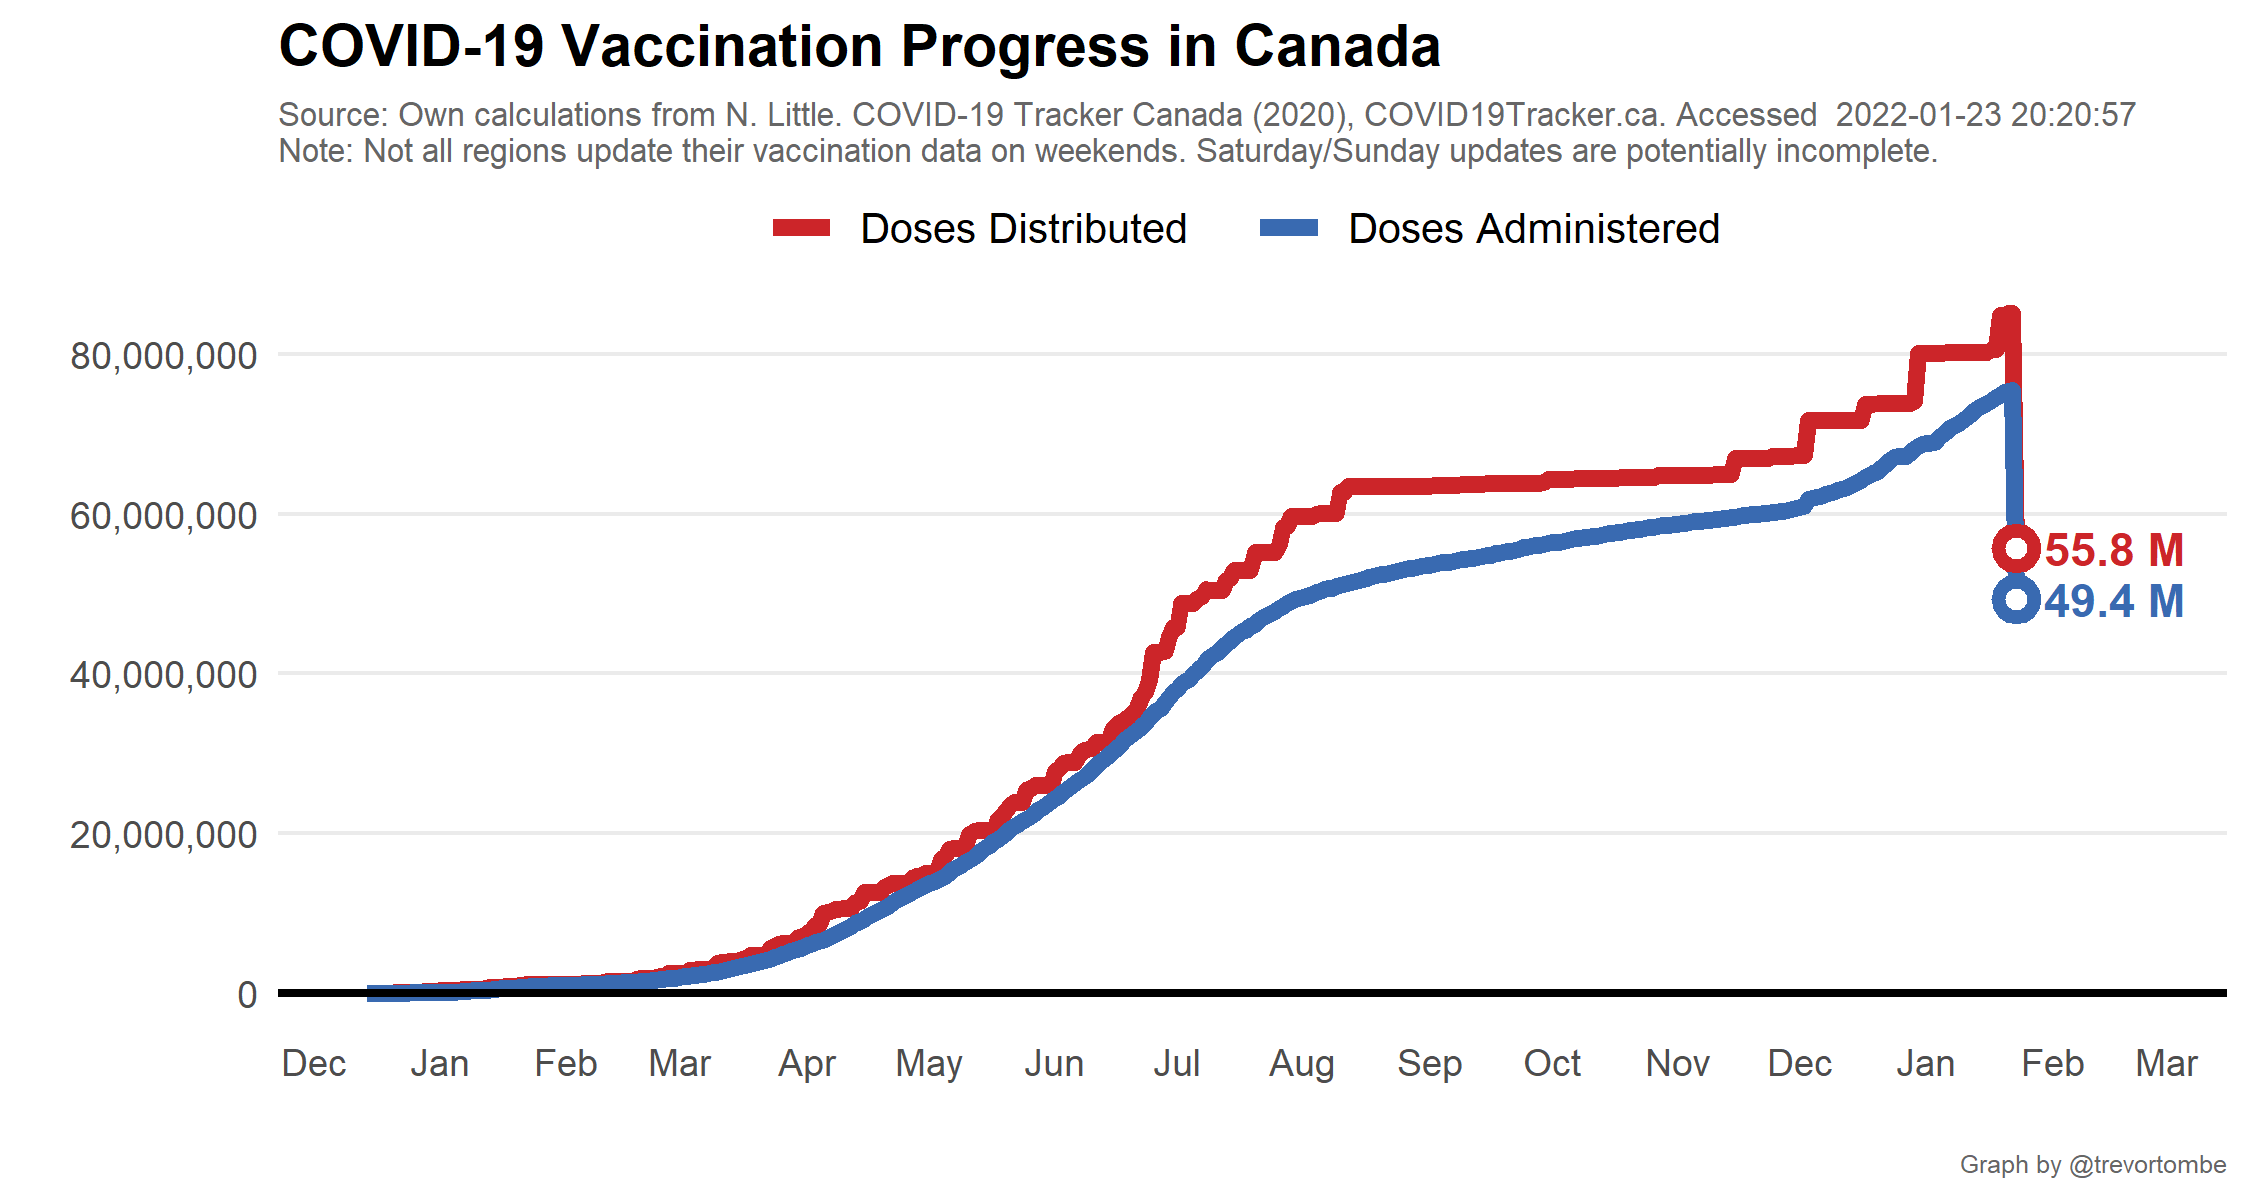 COVID-19 Vaccination Progress in Canada
Source: Own calculations from N. Little. COVID-19 Tracker Canada (2020), COVID19Tracker.ca. Accessed  2022-01-23 20:20:57
Note: Not all regions update their vaccination data on weekends. Saturday/Sunday updates are potentially incomplete.
Doses Distributed
Doses Administered
80,000,000
60,000,000
40,000,000
20,000,000
0
55.8 M
49.4 M
Dec Jan Feb Mar Apr May Jun Jul Aug Sep Oct Nov Dec Jan Feb Mar
Graph by @trevortombe